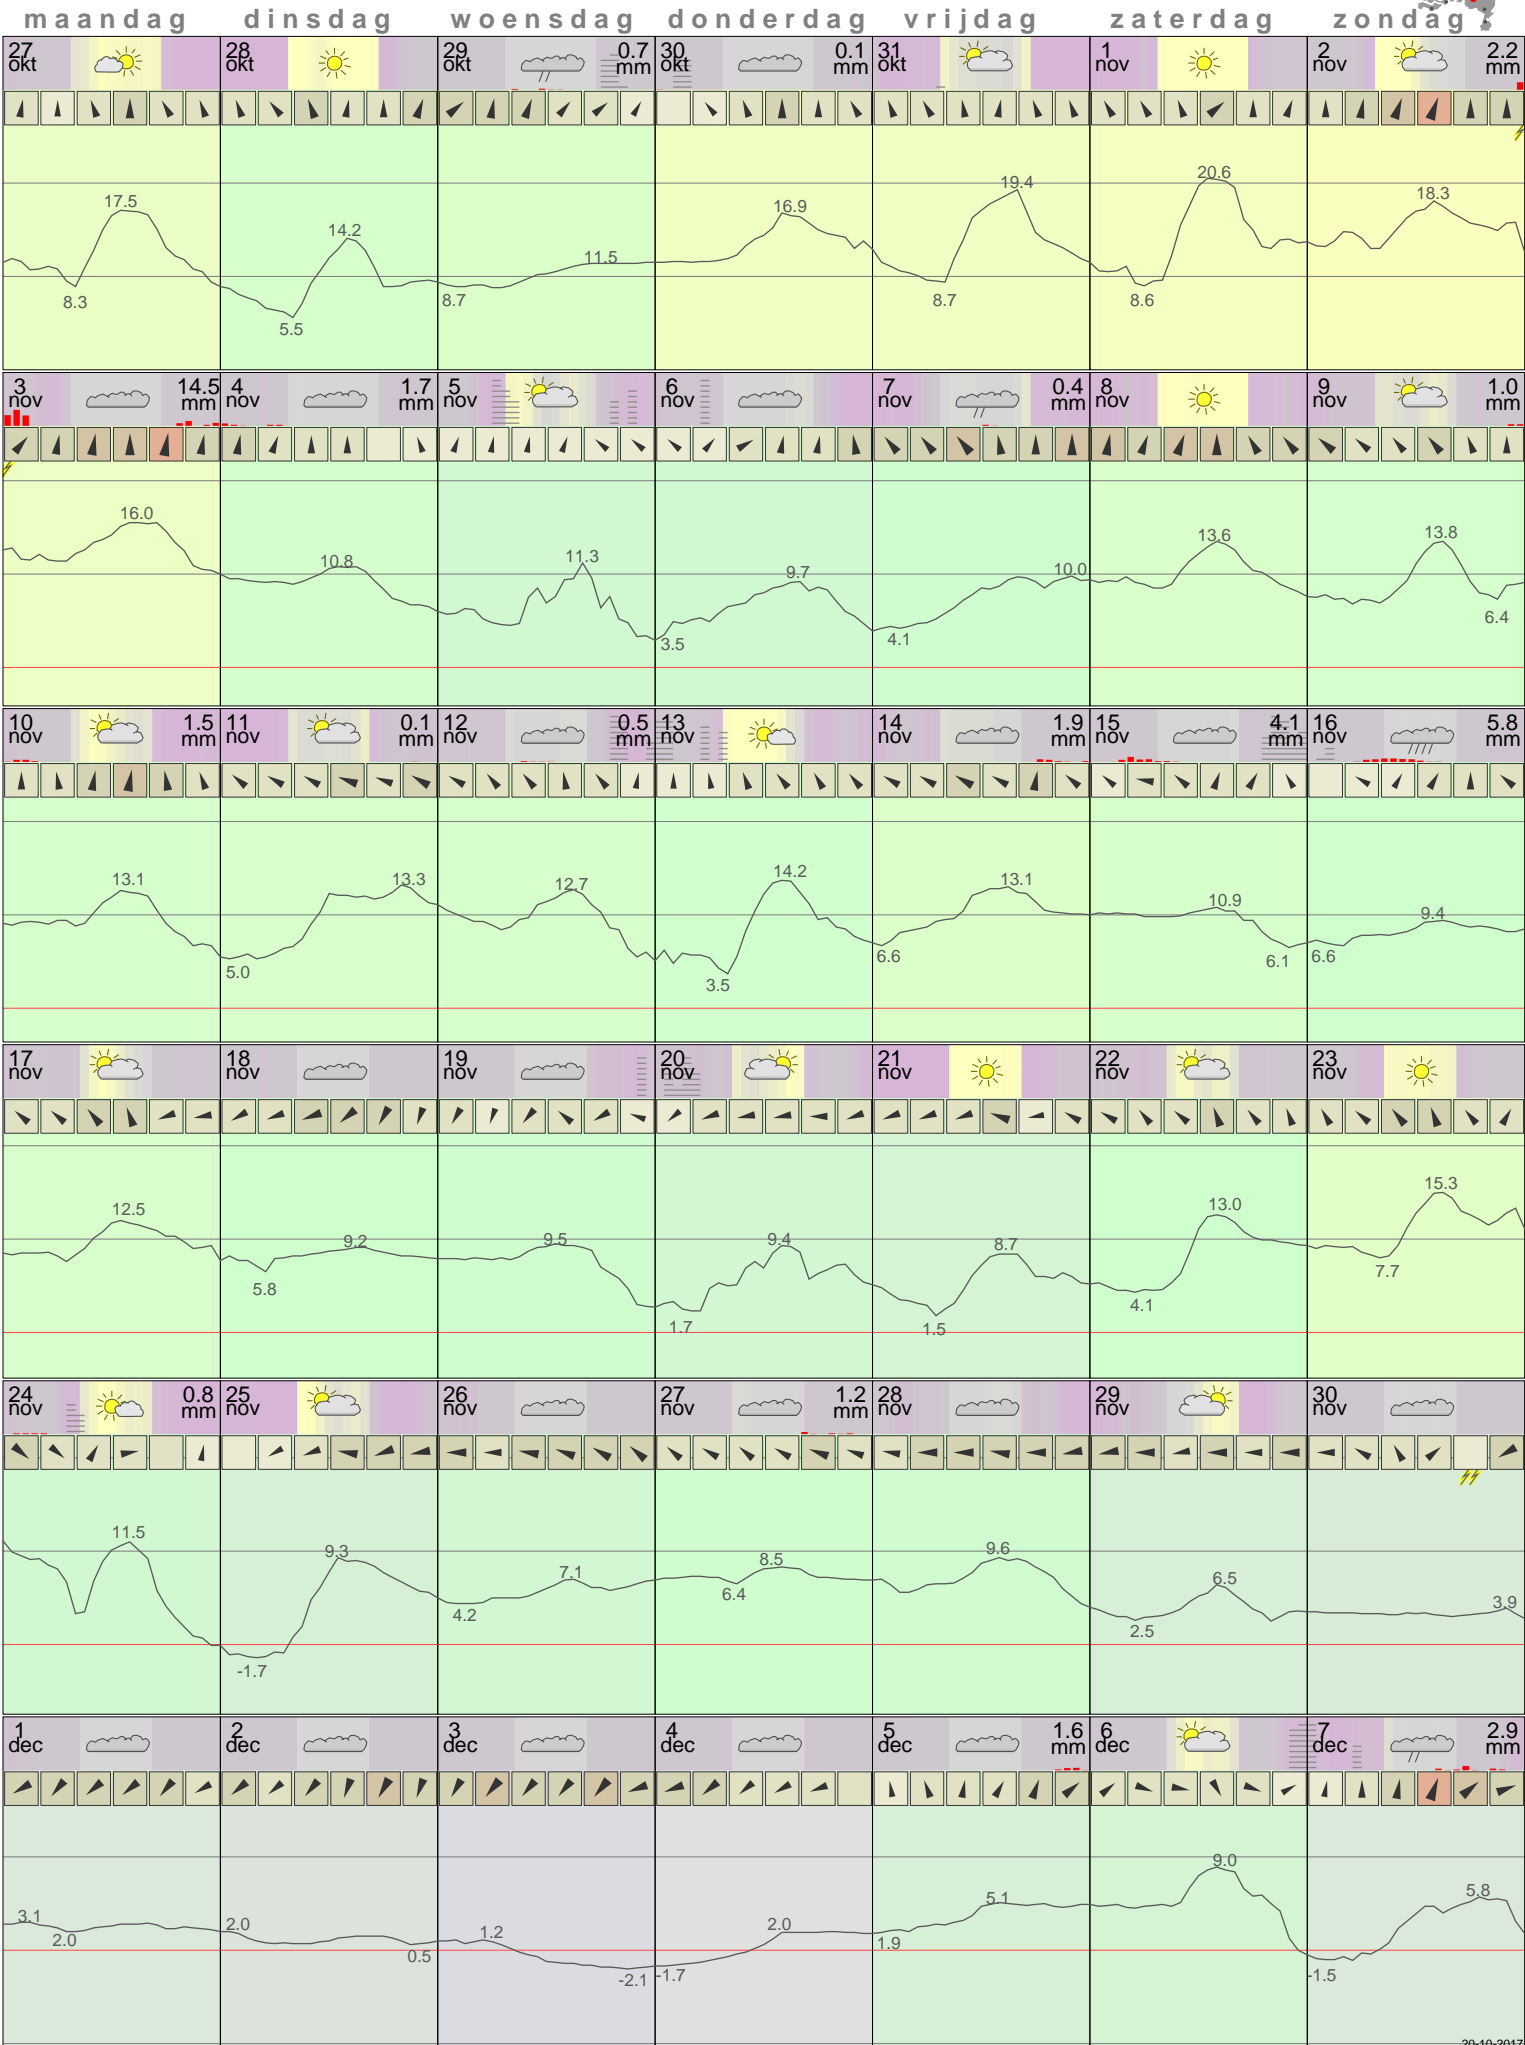 maandag dinsdag woensdag donderdag vrijdag zaterdag zondag
27 28 29 0.7 30 0.1 31 1 2 2.2
okt okt okt mm okt mm okt nov nov mm
17.5 14.2 11.5 16.9 19.4 20.6 18.3
8.3 5.5 8.7 8.7 8.6
3 14.5 4 1.7 5 6 7 0.4 8 9 1.0
nov mm nov mm nov nov nov mm nov nov mm
16.0 10.8 11.3 9.7 10.0 13.6 13.8
3.5 4.1 6.4
10 1.5 11 0.1 12 0.5 13 14 1.9 15 4.1 16 5.8
nov mm nov mm nov mm nov nov mm nov mm nov mm
13.1 13.3 12.7 14.2 13.1 10.9 9.4
5.0 3.5 6.6 6.1 6.6
17 18 19 20 21 22 23
nov nov nov nov nov nov nov
12.5 9.2 9.5 9.4 8.7 13.0 15.3
5.8 1.7 1.5 4.1 7.7
24 0.8 25 26 27 1.2 28 29 30
nov mm nov nov nov mm nov nov nov
11.5 9.3 7.1 8.5 9.6 6.5 3.9
-1.7 4.2 6.4 2.5
1 2 3 4 5 1.6 6 7 2.9
dec dec dec dec dec mm dec dec mm
3.1 2.0 1.2 2.0 5.1 9.0 5.8
2.0 0.5 -2.1 -1.7 1.9 -1.5
20-10-2017